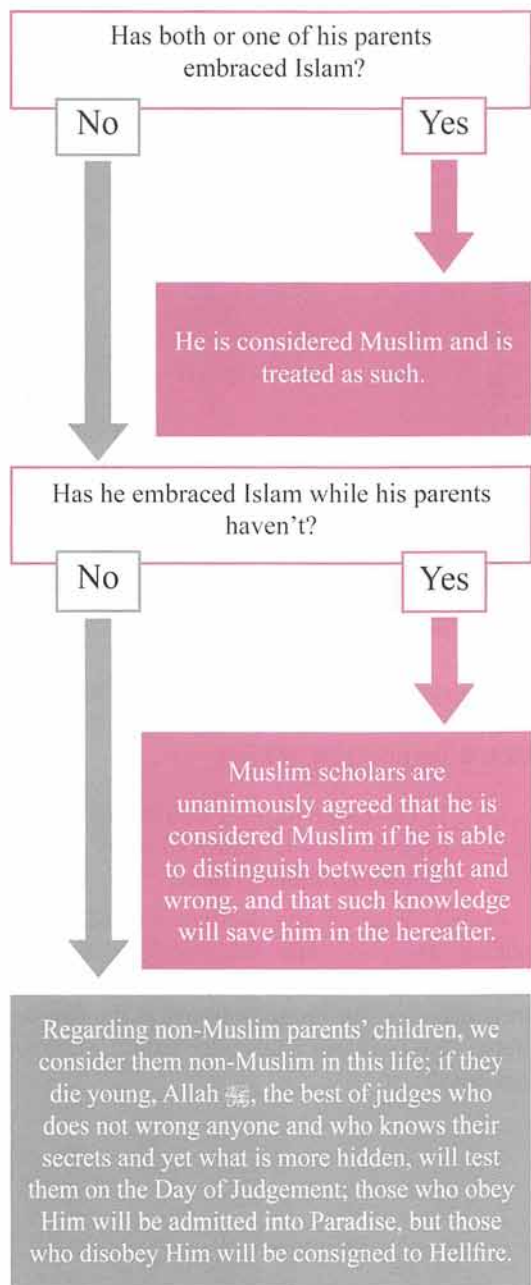 Has both or one of his parents
embraced Islam?
No
Yes
He is considered Muslim and is
treated as such.
Has he embraced Islam while his parents
haven't?
No
Yes
Muslim scholars are
unanimously agreed that he is
considered Muslim if he is able
to distinguish between right and
wrong, and that such knowledge
will save him in the hereafter.
Regarding non-Muslim parents' children, we
consider them non-Muslim in this life; if they
die young, Allah ﷻ, the best of judges who
does not wrong anyone and who knows their
secrets and yet what is more hidden, will test
them on the Day of Judgement; those who obey
Him will be admitted into Paradise, but those
who disobey Him will be consigned to Hellfire.